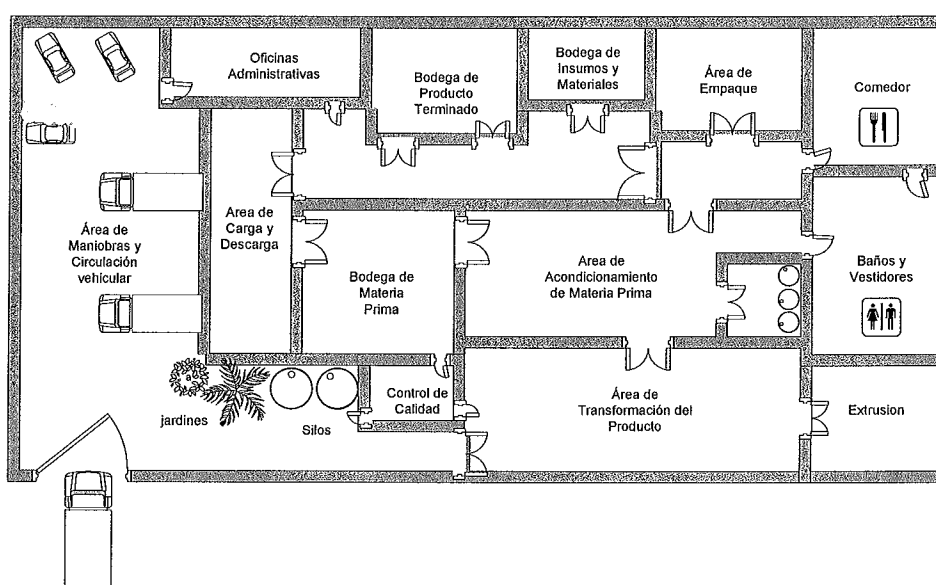 Oficinas
Administrativas
Bodega de
Producto
Terminado
Bodega de
Insumos y
Materiales
Área de
Empaque
Comedor
Área de
Maniobras y
Circulación
vehicular
Area de
Carga y
Descarga
Bodega de
Materia
Prima
Area de
Acondicionamiento
de Materia Prima
Baños y
Vestidores
jardines
Silos
Control de
Calidad
Área de
Transformación del
Producto
Extrusion